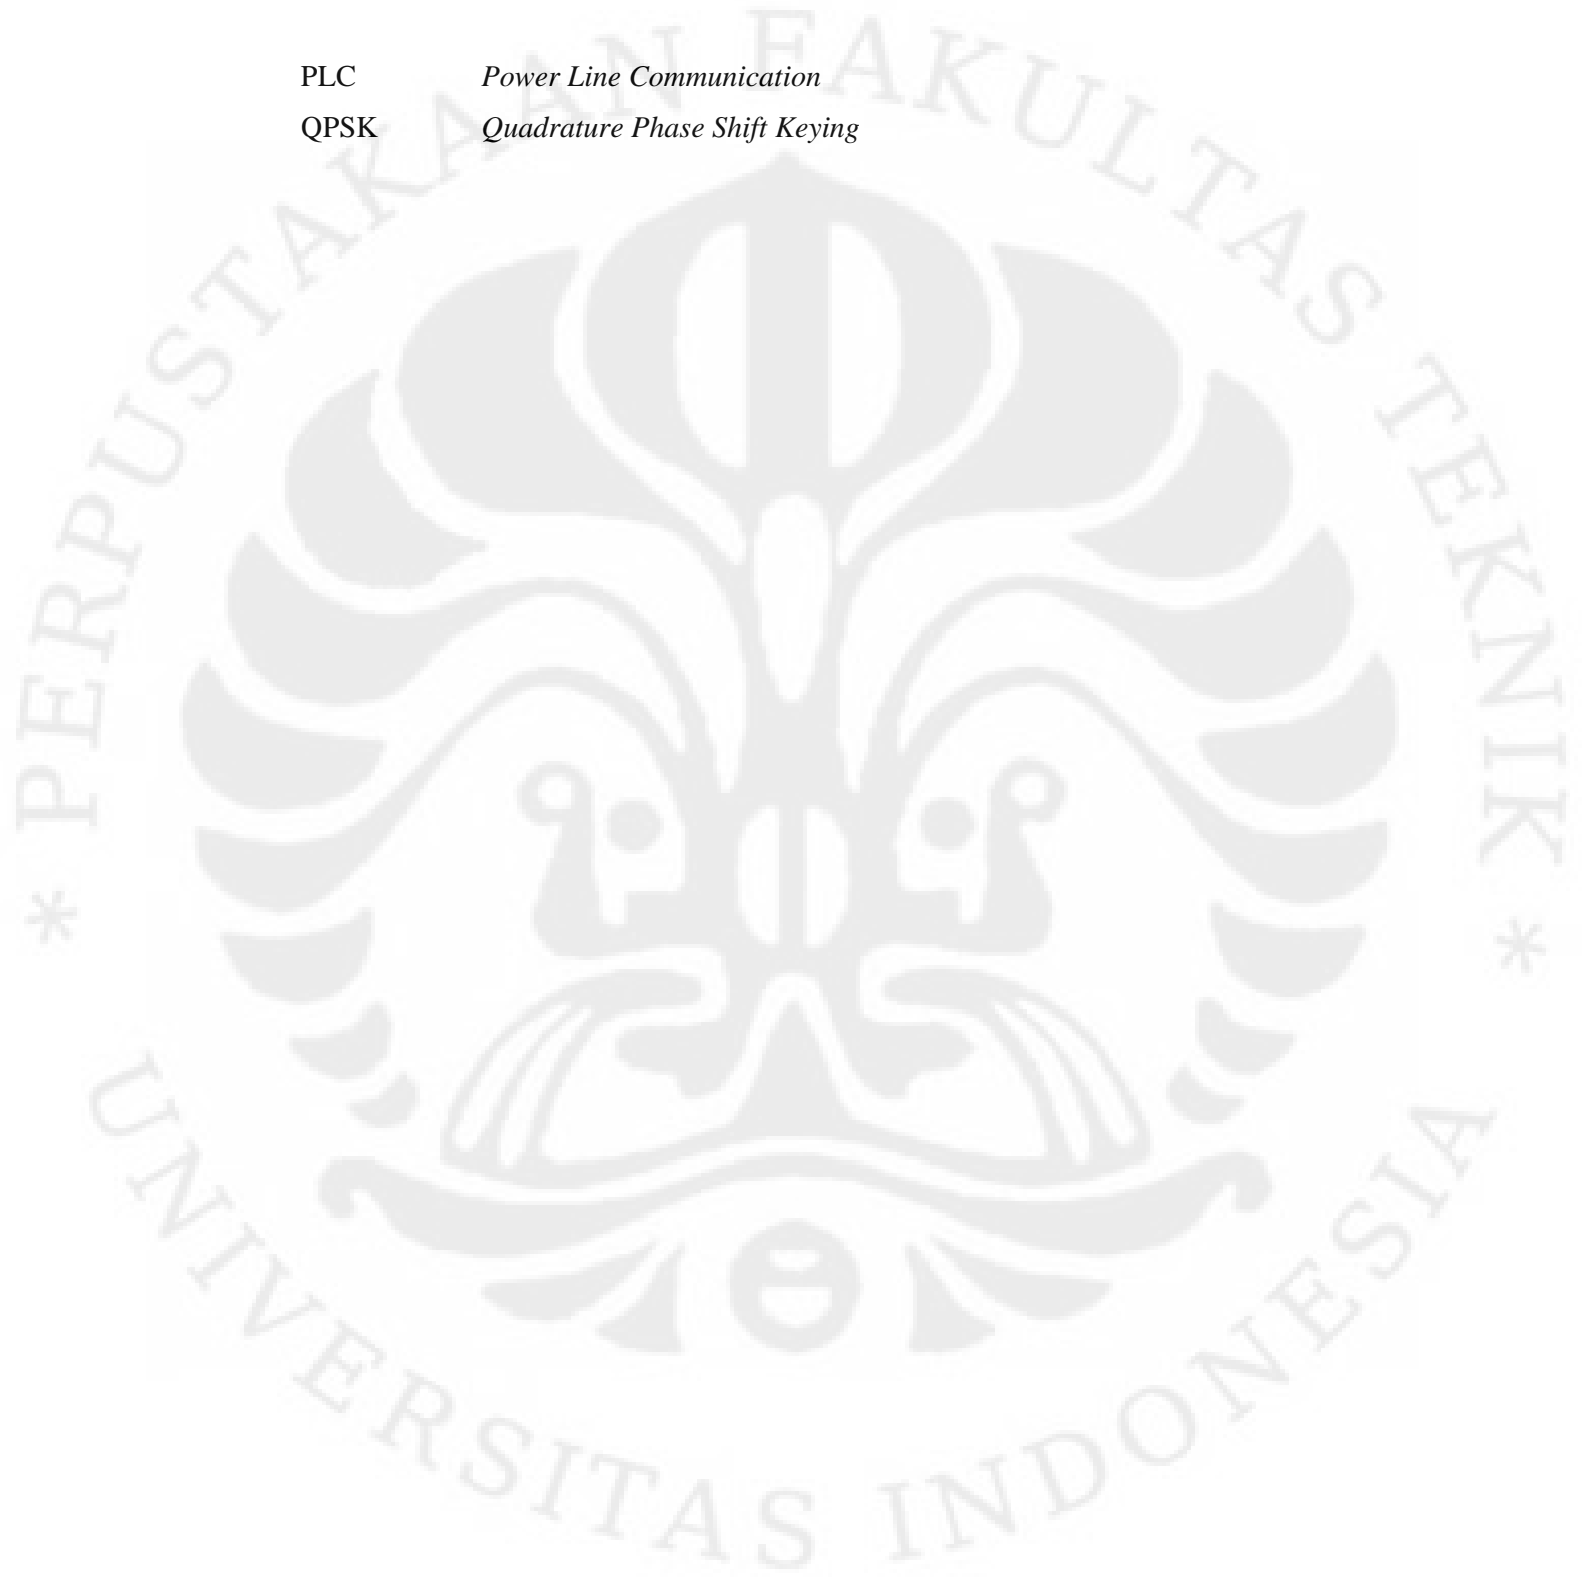 PLC Power Line Communication
QPSK Quadrature Phase Shift Keying
PERPUSTAKAAN FAKULTAS TEKNIK
* UNIVERSITAS INDONESIA *